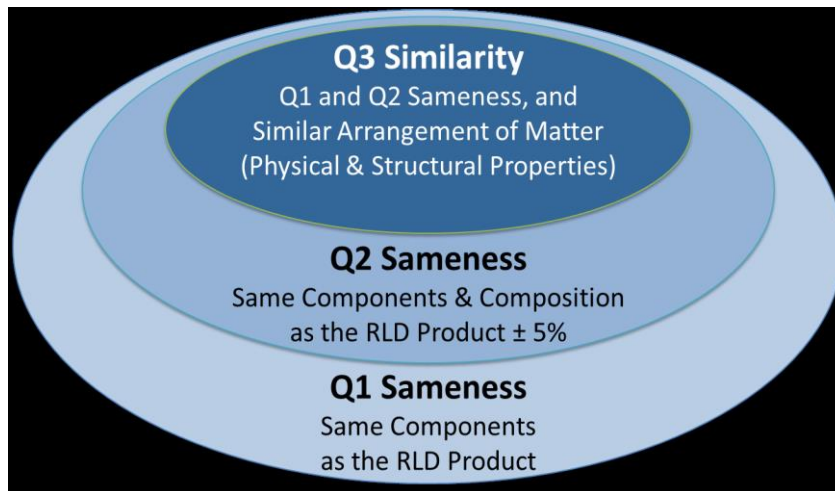 Q3 Similarity
Q1 and Q2 Sameness, and
Similar Arrangement of Matter
(Physical & Structural Properties)
Q2 Sameness
Same Components & Composition
as the RLD Product ± 5%
Q1 Sameness
Same Components
as the RLD Product